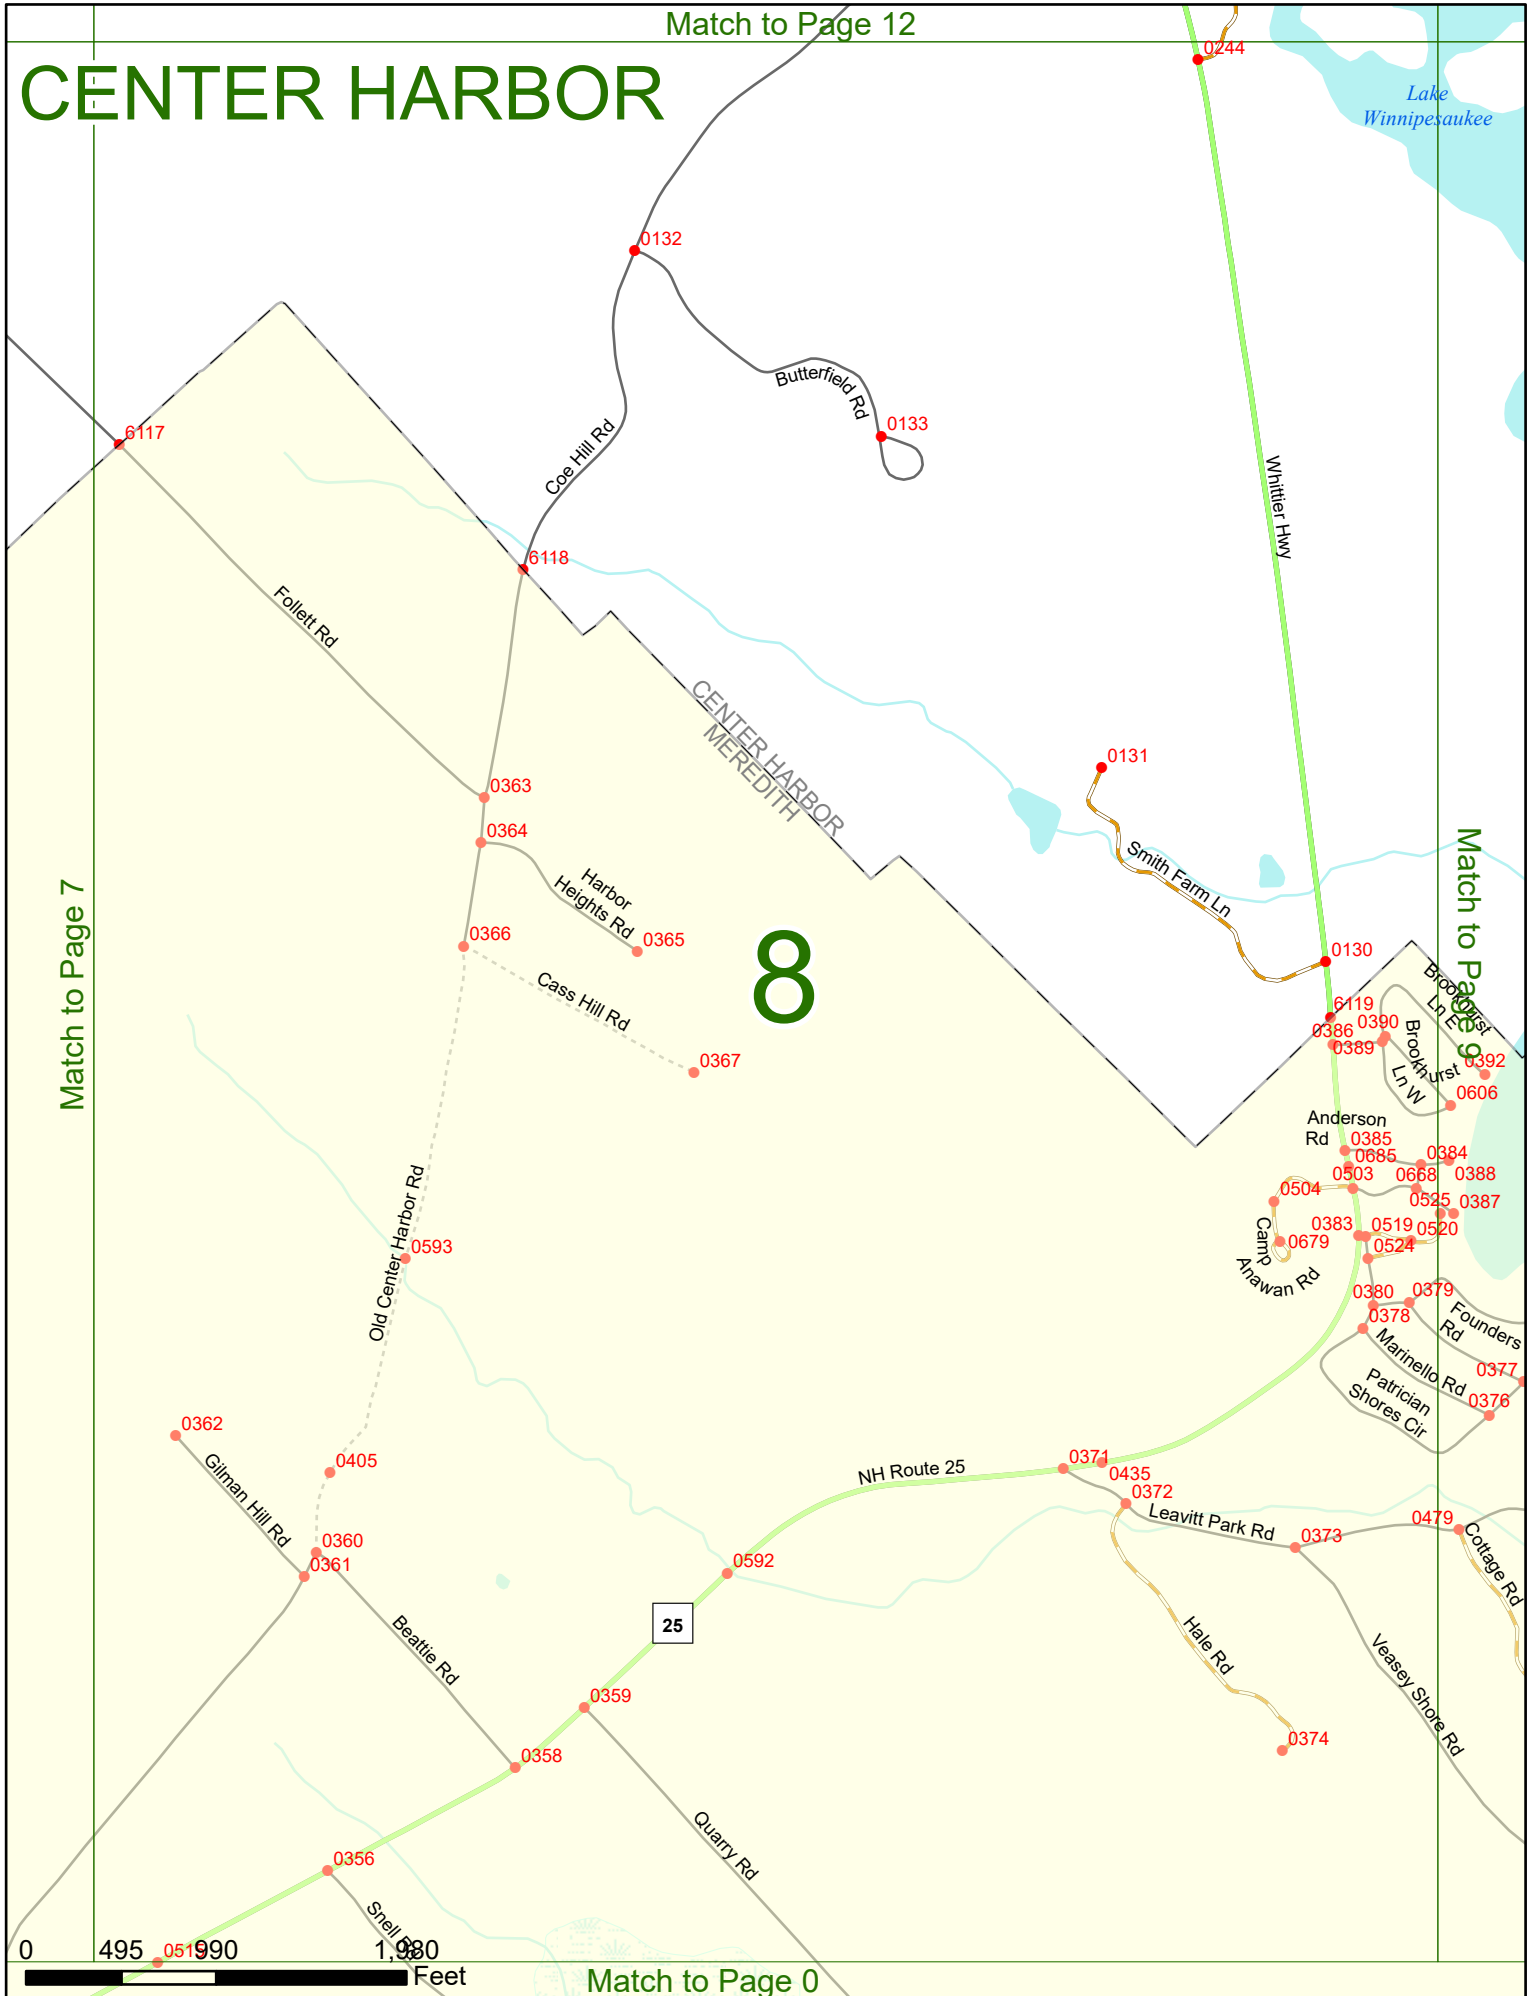 Match to Page 12
CENTER HARBOR
0244
Lake
Winnipesaukee
0132
Butterfield Rd
0133
6117
Coe Hill Rd
Whittier Hwy
6118
Follett Rd
CENTER HARBOR
MEREDITH
0131
0363
0364
Smith Farm Ln
Harbor
Heights Rd
0365
0366
Cass Hill Rd
8
0367
Match to Page 7
Match to Page 9
0130
6119
Brookhurst
Ln E
0390
0386
0389
Brookhurst
Ln W
0392
0606
Anderson
Rd
0385
0685
0384
0388
0503
0668
0504
0525
0387
0383
0519
0520
0524
Camp
Anawan Rd
0679
Old Center Harbor Rd
0593
0380
0379
0378
Founders
Rd
Marinello Rd
0377
Patrician
Shores Cir
0376
0362
0405
Gilman Hill Rd
NH Route 25
0371
0435
0372
Leavitt Park Rd
0373
0479
Cottage Rd
0360
0361
0592
25
Beattie Rd
Hale Rd
Veasey Shore Rd
0359
0374
0358
Quarry Rd
0356
Snell Rd
0515
0 495 990 1,980
Feet
Match to Page 0